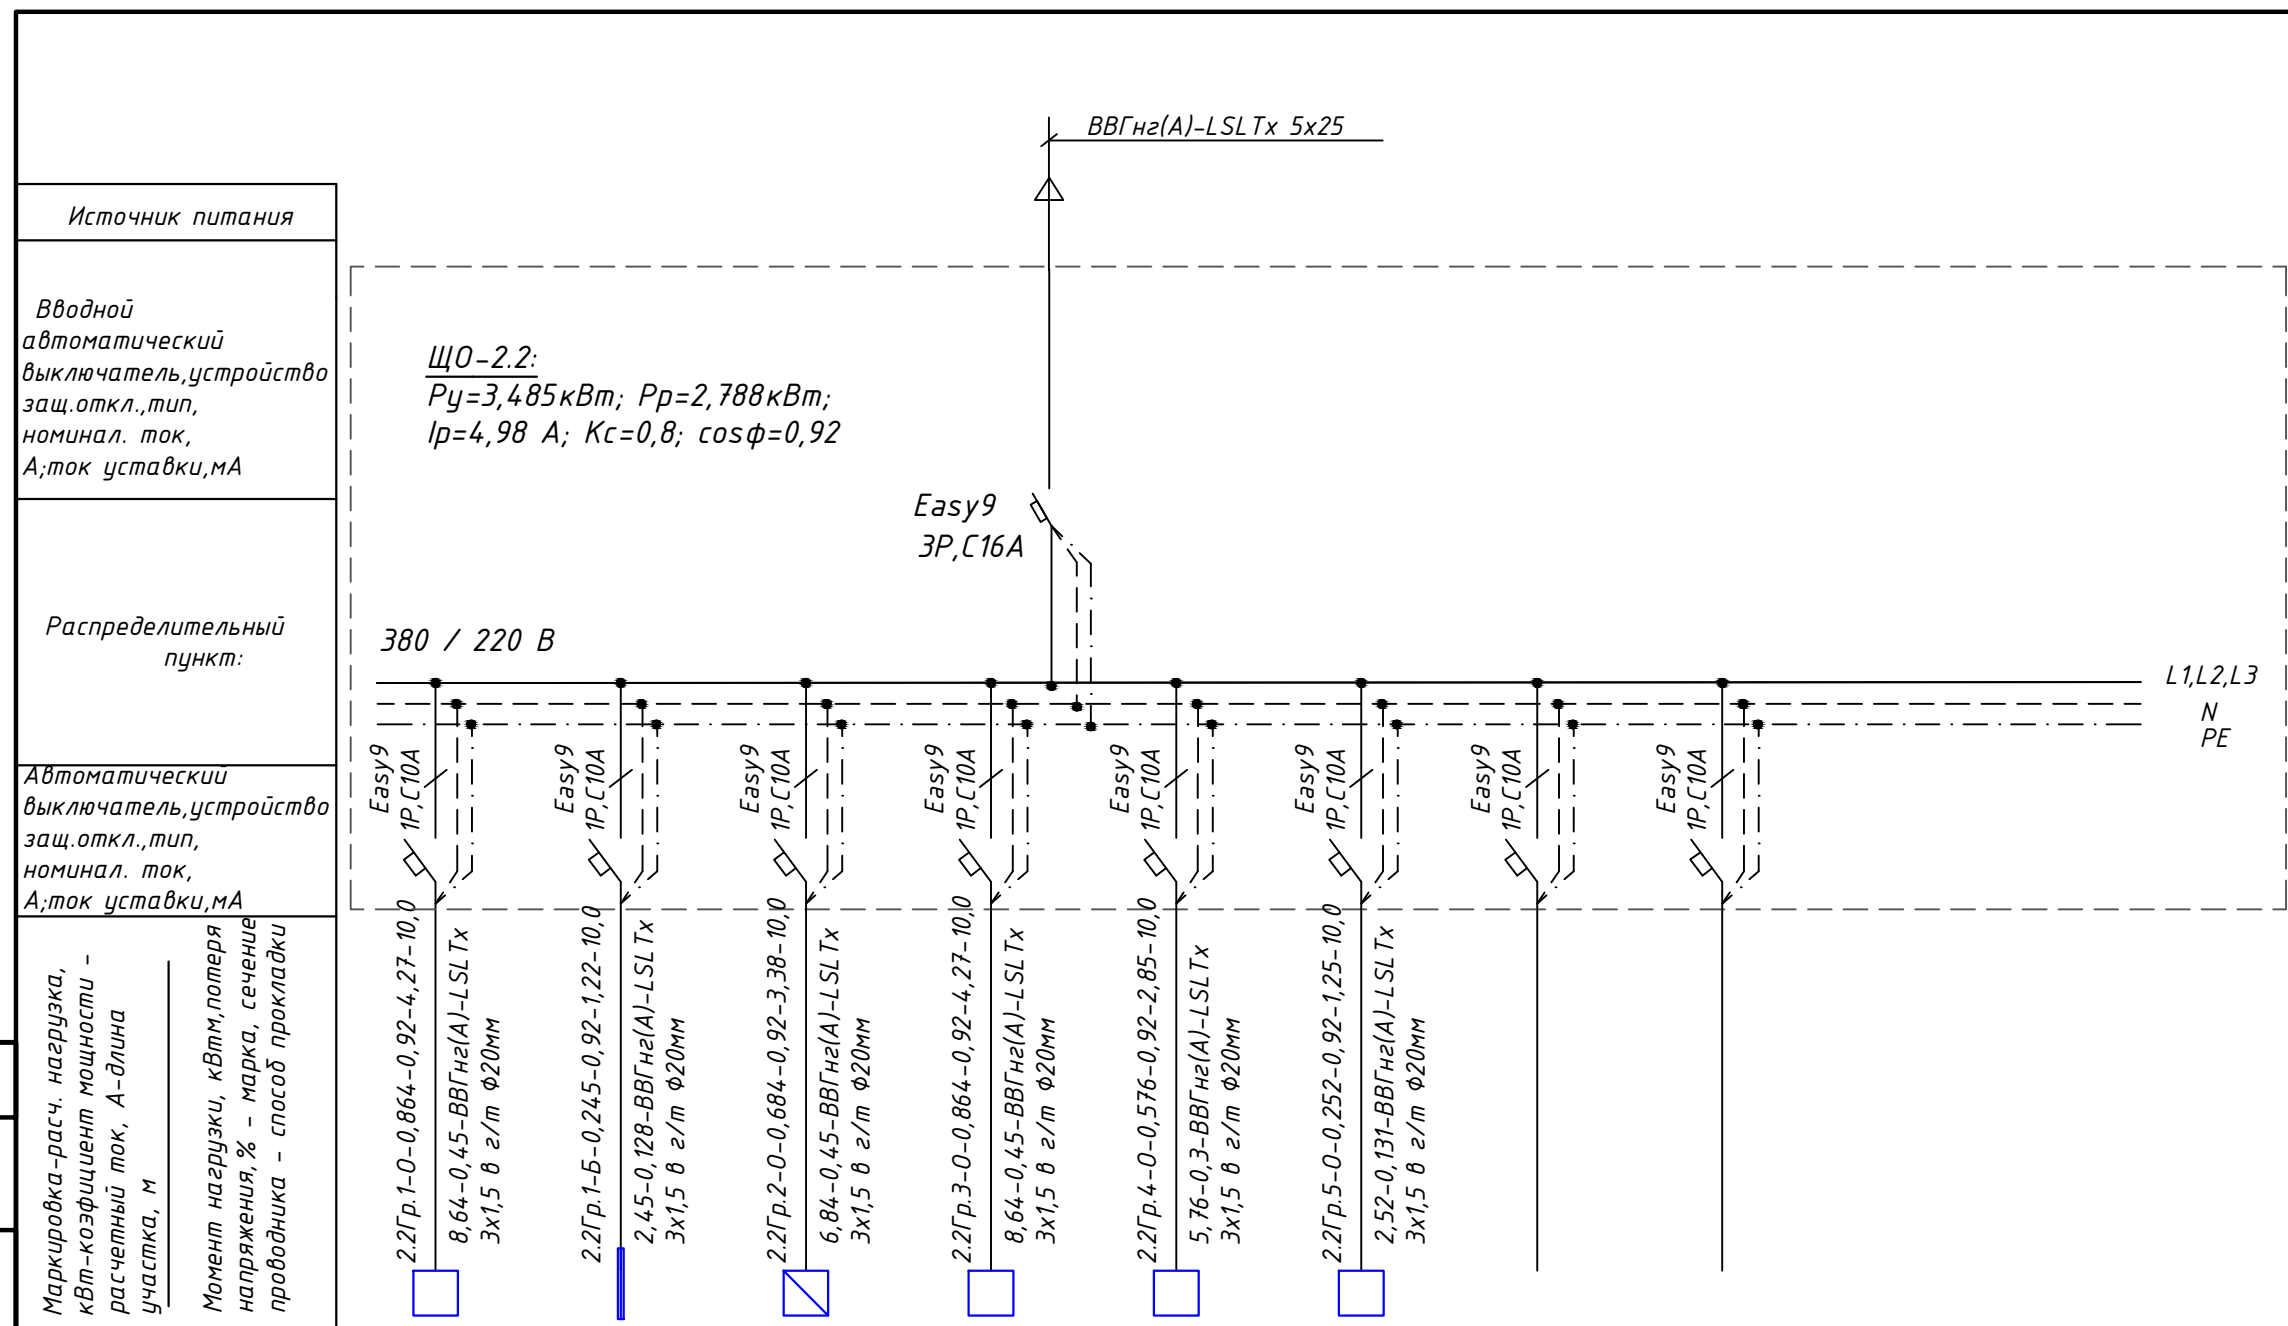 ВВГнг(А)-LSLTx 5х25
Источник питания
Вводной
автоматический
выключатель,устройство
защ.откл.,тип,
номинал. ток,
А;ток уставки,мА
ЩО-2.2:
Ру=3,485кВт; Рр=2,788кВт;
Iр=4,98 А; Кс=0,8; cosφ=0,92
Easy9
3Р,С16А
Распределительный
пункт:
380 / 220 В
L1,L2,L3
N
PE
Автоматический
выключатель,устройство
защ.откл.,тип,
номинал. ток,
А;ток уставки,мА
Easy9
1Р,С10А
Easy9
1Р,С10А
Easy9
1Р,С10А
Easy9
1Р,С10А
Easy9
1Р,С10А
Easy9
1Р,С10А
Easy9
1Р,С10А
Easy9
1Р,С10А
Маркировка-расч. нагрузка,
кВт-коэфициент мощности -
расчетный ток, А-длина
участка, м
Момент нагрузки, кВтм,потеря
напряжения,% - марка, сечение
проводника - способ прокладки
2.2Гр.1-О-0,864-0,92-4,27-10,0
8,64-0,45-ВВГнг(А)-LSLTx
3х1,5 в г/т ф20мм
2.2Гр.1-Б-0,245-0,92-1,22-10,0
2,45-0,128-ВВГнг(А)-LSLTx
3х1,5 в г/т ф20мм
2.2Гр.2-О-0,684-0,92-3,38-10,0
6,84-0,45-ВВГнг(А)-LSLTx
3х1,5 в г/т ф20мм
2.2Гр.3-О-0,864-0,92-4,27-10,0
8,64-0,45-ВВГнг(А)-LSLTx
3х1,5 в г/т ф20мм
2.2Гр.4-О-0,576-0,92-2,85-10,0
5,76-0,3-ВВГнг(А)-LSLTx
3х1,5 в г/т ф20мм
2.2Гр.5-О-0,252-0,92-1,25-10,0
2,52-0,131-ВВГнг(А)-LSLTx
3х1,5 в г/т ф20мм